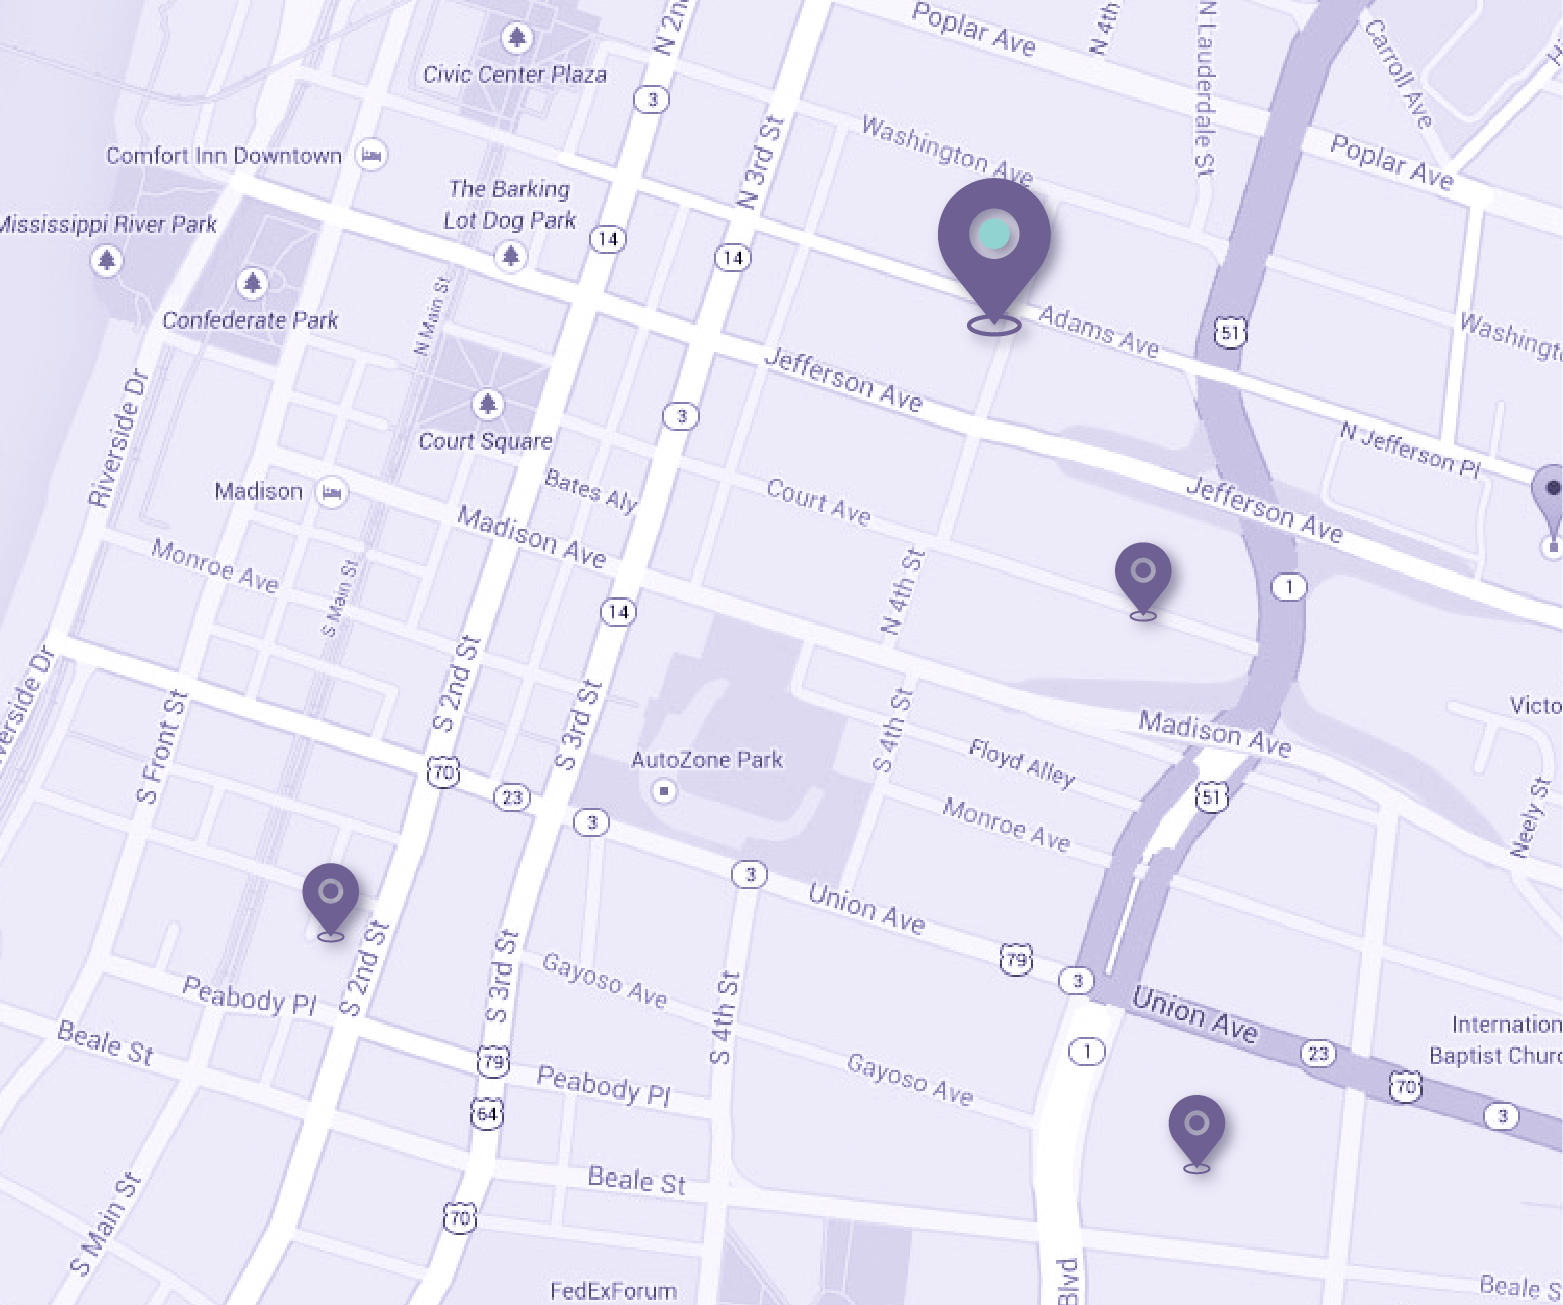 Poplar Ave
N 4th
N Lauderdale St
Carroll Ave
N 2nd
Civic Center Plaza
3
Comfort Inn Downtown
Washington Ave
Poplar Ave
N 3rd St
The Barking
Lot Dog Park
Mississippi River Park
14
14
Confederate Park
N Main St
Adams Ave
51
Washingt
Jefferson Ave
Riverside Dr
3
Court Square
N Jefferson Pl
Madison
Bates Aly
Court Ave
Jefferson Ave
Madison Ave
Monroe Ave
S Main St
N 4th St
1
14
verside Dr
S 2nd St
S Front St
S 3rd St
S 4th St
Victo
Madison Ave
Floyd Alley
AutoZone Park
70
23
3
51
Monroe Ave
Neely St
3
Union Ave
79
3
S 2nd St
S 3rd St
Gayoso Ave
S 4th St
Peabody Pl
Union Ave
Internation
Baptist Churc
Beale St
1
23
79
Peabody Pl
Gayoso Ave
70
64
3
Beale St
S Main St
70
Blvd
FedExForum
Beale S